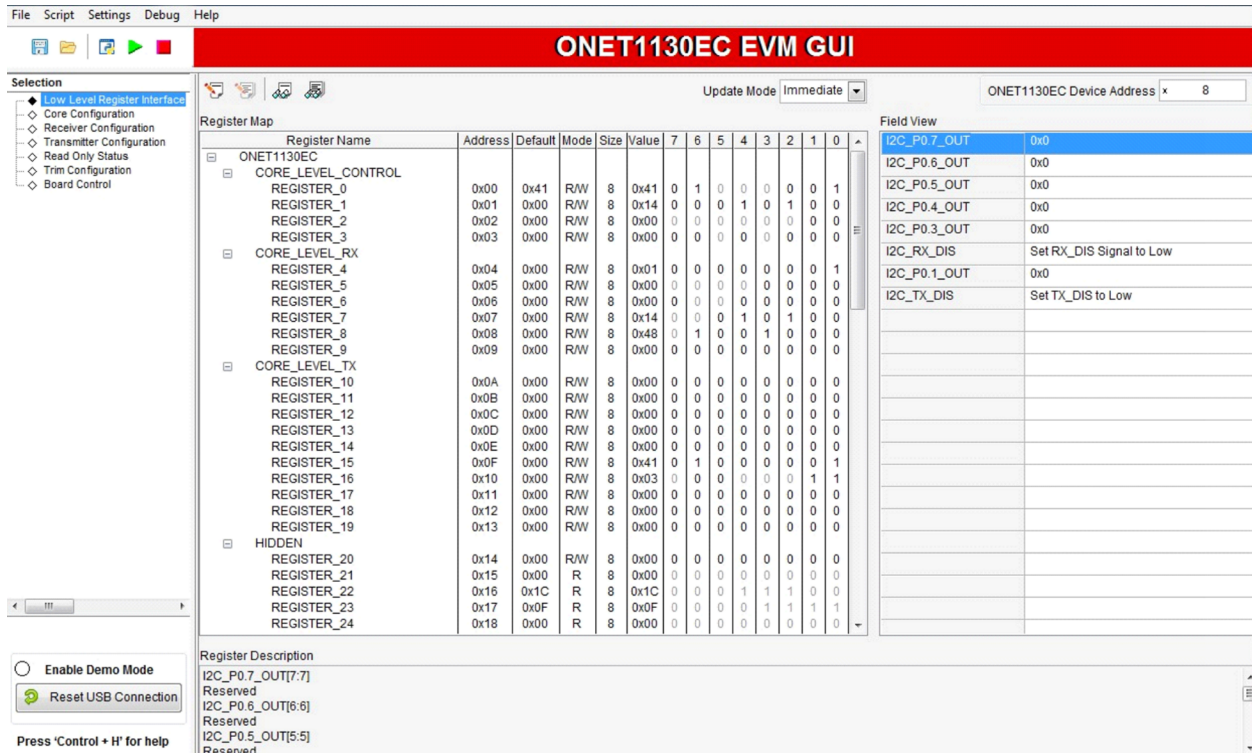 File Script Settings Debug Help
ONET1130EC EVM GUI
Selection
Low Level Register Interface
Core Configuration
Receiver Configuration
Transmitter Configuration
Read Only Status
Trim Configuration
Board Control
Update Mode Immediate
ONET1130EC Device Address x 8
Register Map
Register Name Address Default Mode Size Value 7 6 5 4 3 2 1 0
ONET1130EC
CORE_LEVEL_CONTROL
REGISTER_0 0x00 0x41 R/W 8 0x41 0 1 0 0 0 0 0 1
REGISTER_1 0x01 0x00 R/W 8 0x14 0 0 0 1 0 1 0 0
REGISTER_2 0x02 0x00 R/W 8 0x00 0 0 0 0 0 0 0 0
REGISTER_3 0x03 0x00 R/W 8 0x00 0 0 0 0 0 0 0 0
CORE_LEVEL_RX
REGISTER_4 0x04 0x00 R/W 8 0x01 0 0 0 0 0 0 0 1
REGISTER_5 0x05 0x00 R/W 8 0x00 0 0 0 0 0 0 0 0
REGISTER_6 0x06 0x00 R/W 8 0x00 0 0 0 0 0 0 0 0
REGISTER_7 0x07 0x00 R/W 8 0x14 0 0 0 1 0 1 0 0
REGISTER_8 0x08 0x00 R/W 8 0x48 0 1 0 0 1 0 0 0
REGISTER_9 0x09 0x00 R/W 8 0x00 0 0 0 0 0 0 0 0
CORE_LEVEL_TX
REGISTER_10 0x0A 0x00 R/W 8 0x00 0 0 0 0 0 0 0 0
REGISTER_11 0x0B 0x00 R/W 8 0x00 0 0 0 0 0 0 0 0
REGISTER_12 0x0C 0x00 R/W 8 0x00 0 0 0 0 0 0 0 0
REGISTER_13 0x0D 0x00 R/W 8 0x00 0 0 0 0 0 0 0 0
REGISTER_14 0x0E 0x00 R/W 8 0x00 0 0 0 0 0 0 0 0
REGISTER_15 0x0F 0x00 R/W 8 0x41 0 1 0 0 0 0 0 1
REGISTER_16 0x10 0x00 R/W 8 0x03 0 0 0 0 0 0 1 1
REGISTER_17 0x11 0x00 R/W 8 0x00 0 0 0 0 0 0 0 0
REGISTER_18 0x12 0x00 R/W 8 0x00 0 0 0 0 0 0 0 0
REGISTER_19 0x13 0x00 R/W 8 0x00 0 0 0 0 0 0 0 0
HIDDEN
REGISTER_20 0x14 0x00 R/W 8 0x00 0 0 0 0 0 0 0 0
REGISTER_21 0x15 0x00 R 8 0x00 0 0 0 0 0 0 0 0
REGISTER_22 0x16 0x1C R 8 0x1C 0 0 0 1 1 1 0 0
REGISTER_23 0x17 0x0F R 8 0x0F 0 0 0 0 1 1 1 1
REGISTER_24 0x18 0x00 R 8 0x00 0 0 0 0 0 0 0 0
Field View
I2C_P0.7_OUT 0x0
I2C_P0.6_OUT 0x0
I2C_P0.5_OUT 0x0
I2C_P0.4_OUT 0x0
I2C_P0.3_OUT 0x0
I2C_RX_DIS Set RX_DIS Signal to Low
I2C_P0.1_OUT 0x0
I2C_TX_DIS Set TX_DIS to Low
Enable Demo Mode
Reset USB Connection
Press 'Control + H' for help
Register Description
I2C_P0.7_OUT[7:7]
Reserved
I2C_P0.6_OUT[6:6]
Reserved
I2C_P0.5_OUT[5:5]
Reserved